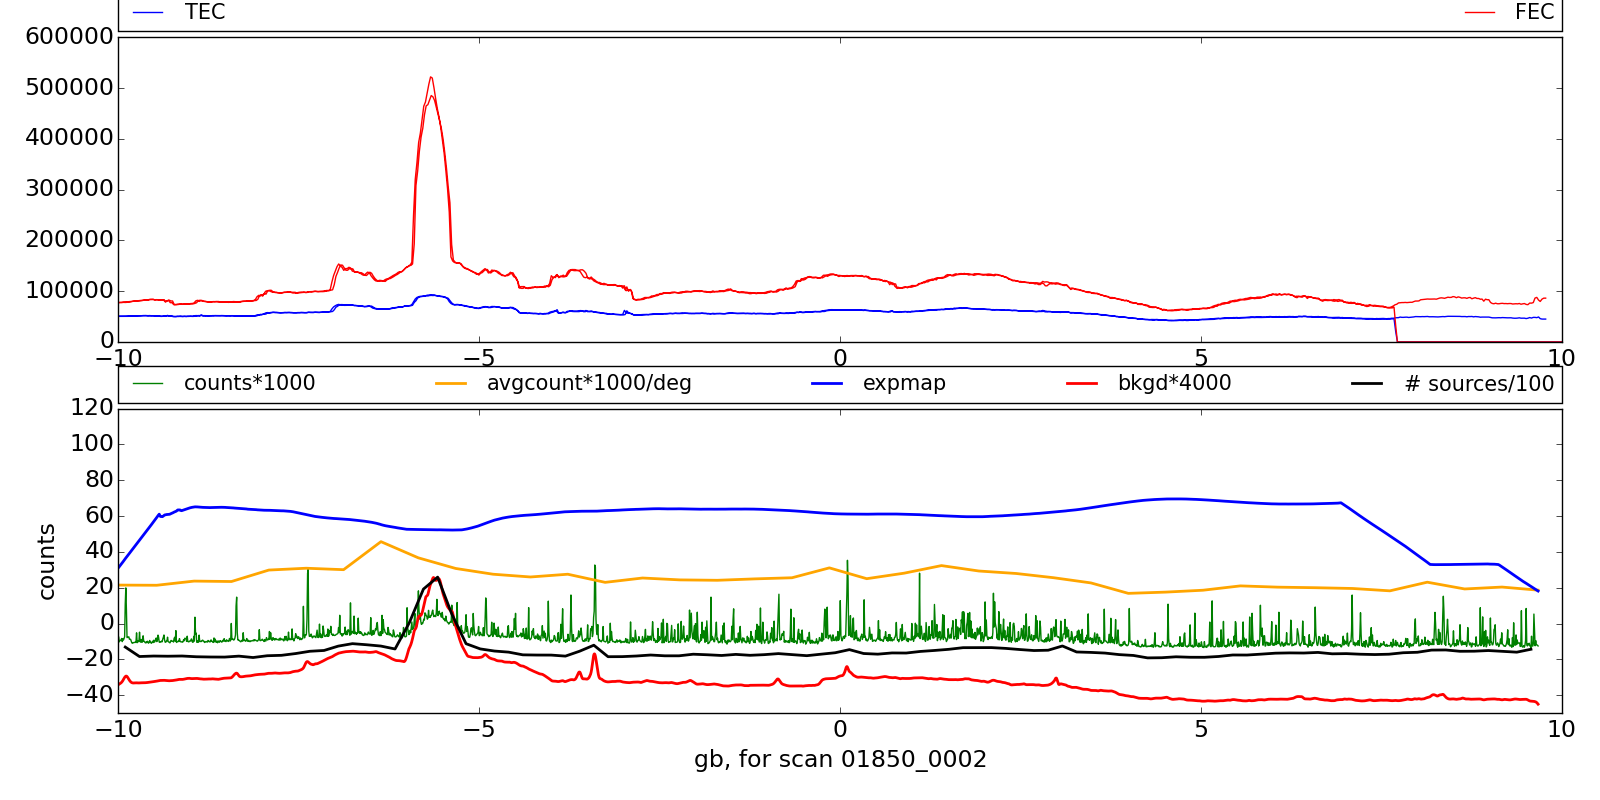 TEC FEC
600000
500000
400000
300000
200000
100000
0
−10 −5 0 5 10
counts*1000 avgcount*1000/deg expmap bkgd*4000 # sources/100
120
100
80
60
40
20
0
−20
−40
counts
−10 −5 0 5 10
gb, for scan 01850_0002